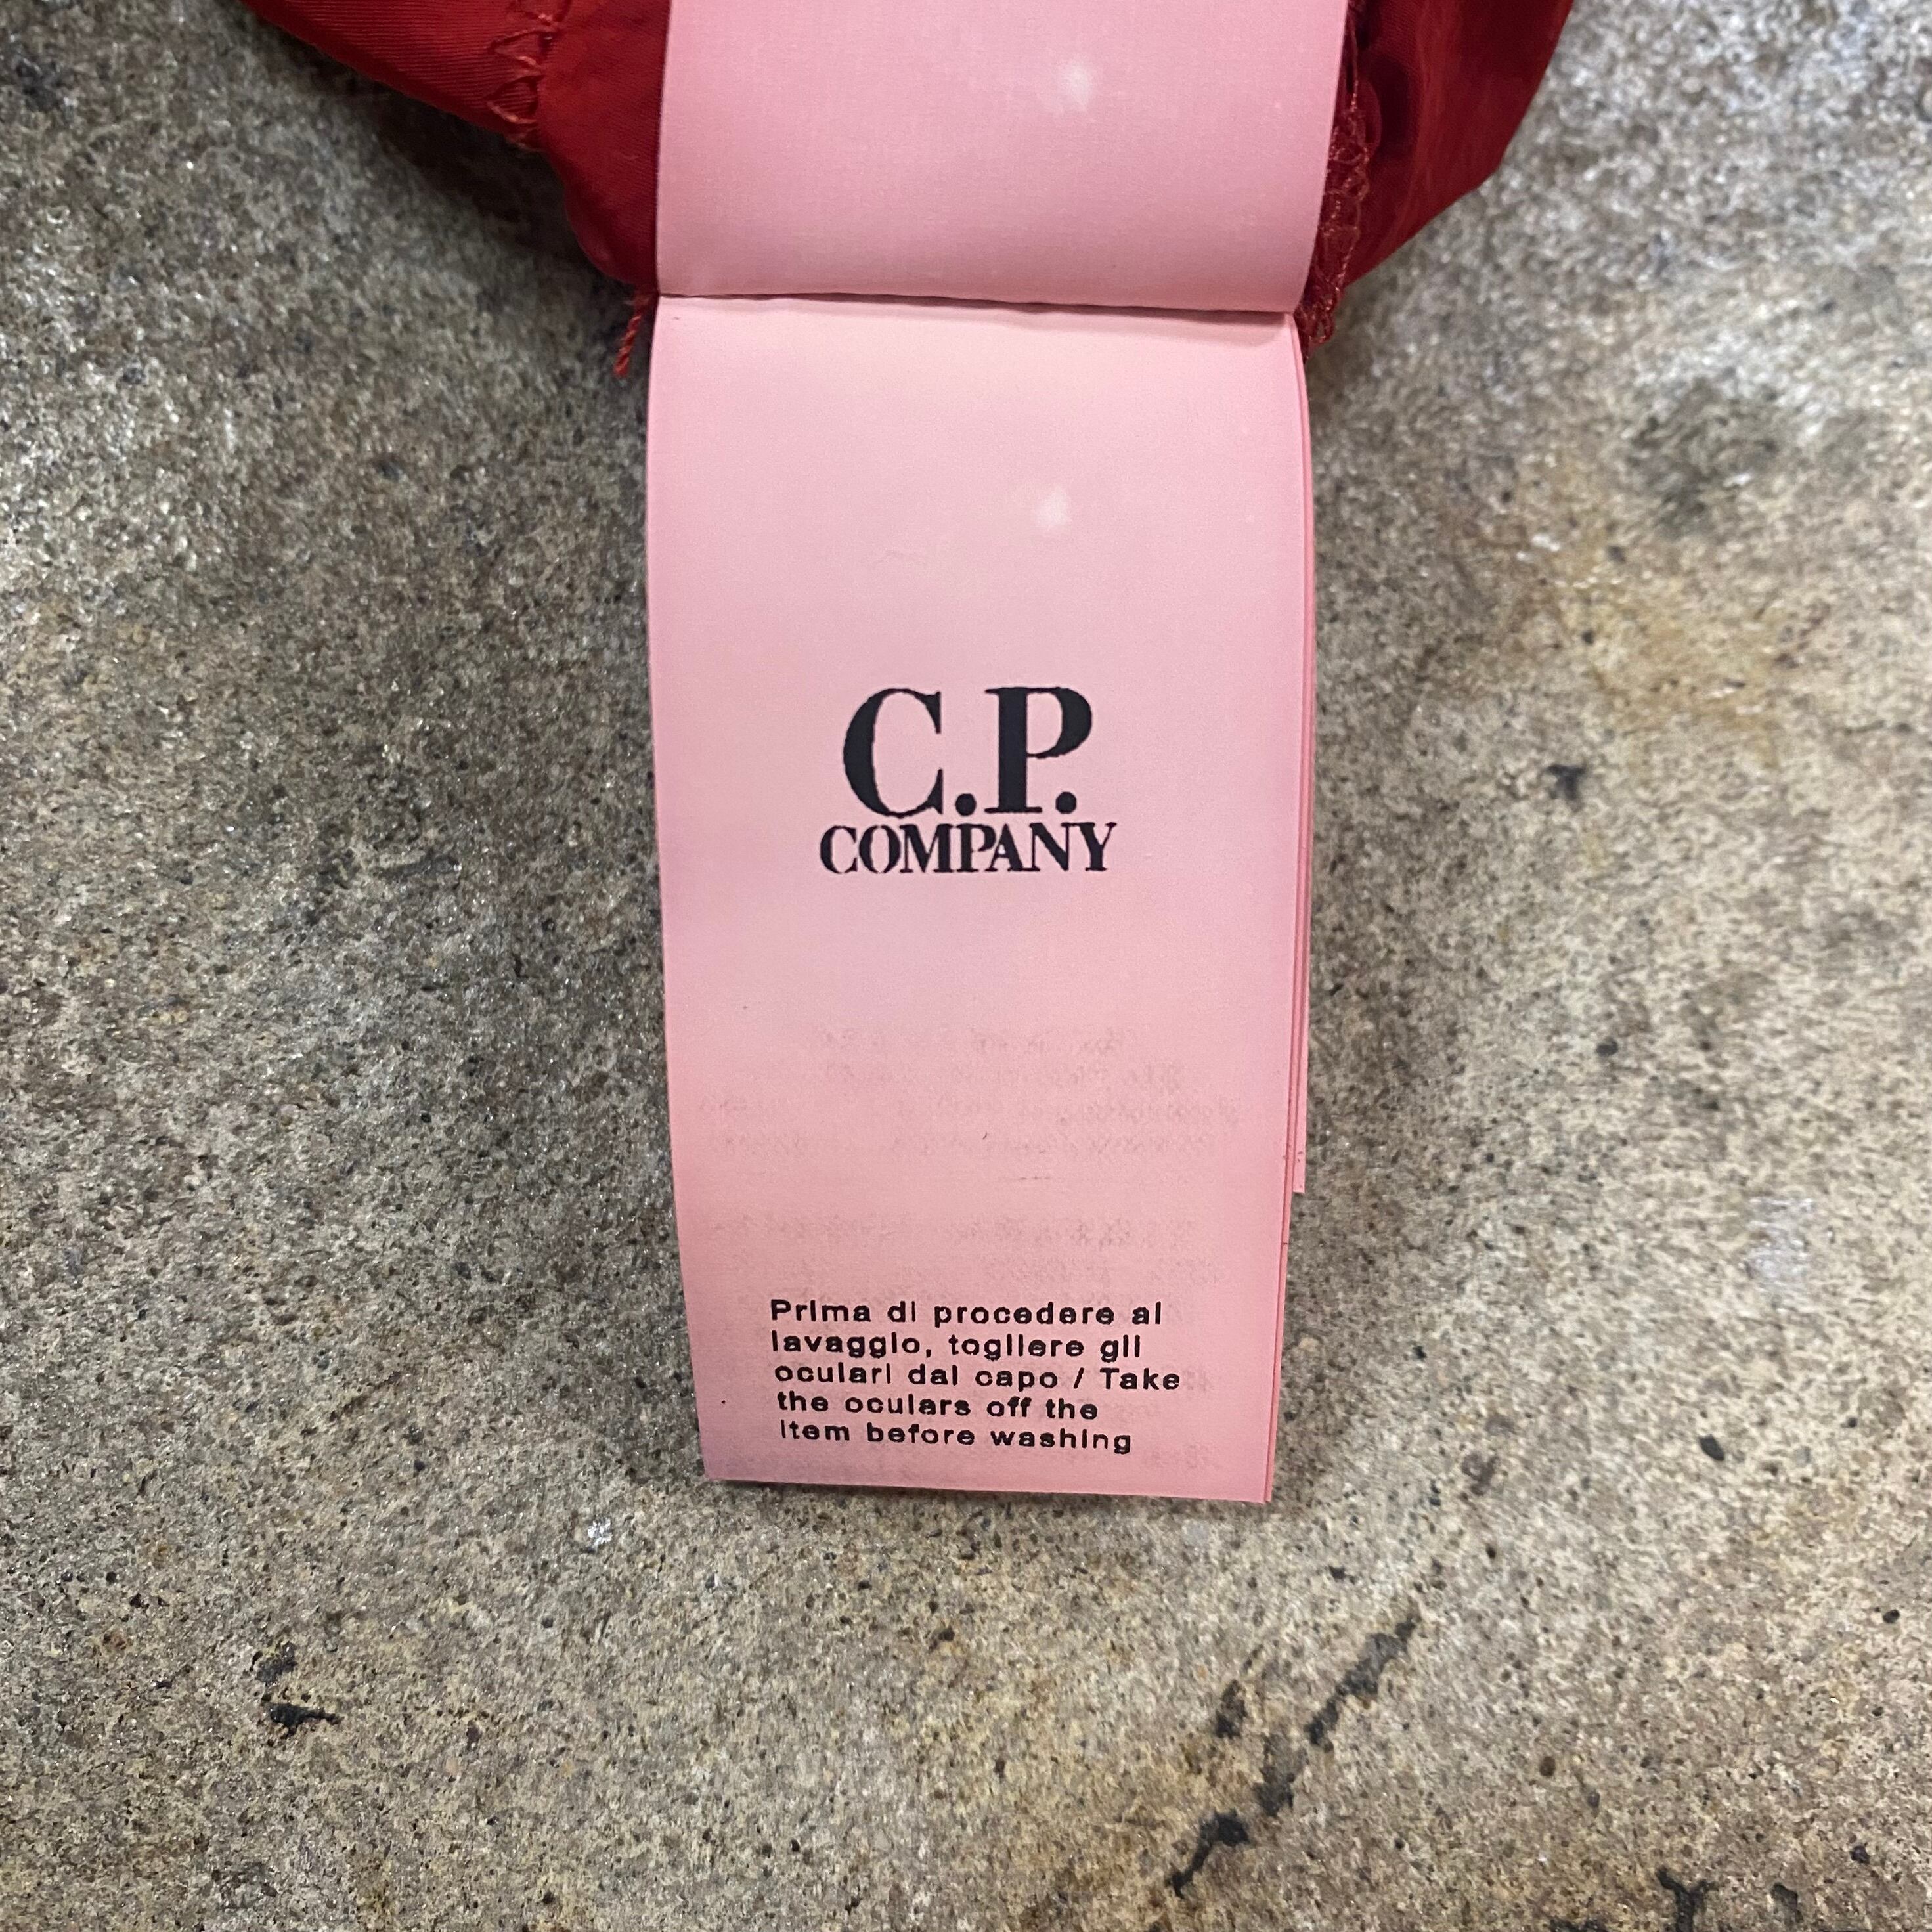 C.P.
COMPANY
Prima di procedere al
lavaggio, togliere gli
oculari dal capo / Take
the oculars off the
item before washing